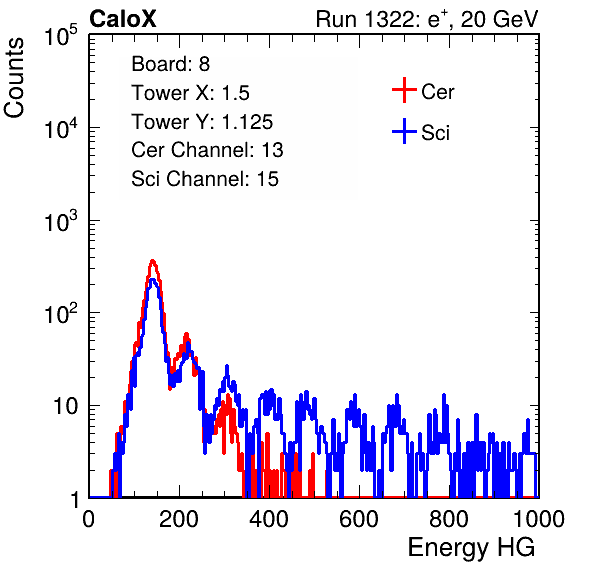 CaloX Run 1322: e⁺, 20 GeV
Counts
Board: 8
Tower X: 1.5
Tower Y: 1.125
Cer Channel: 13
Sci Channel: 15
Cer
Sci
10⁵
10⁴
10³
10²
10
1
0 200 400 600 800 1000
Energy HG